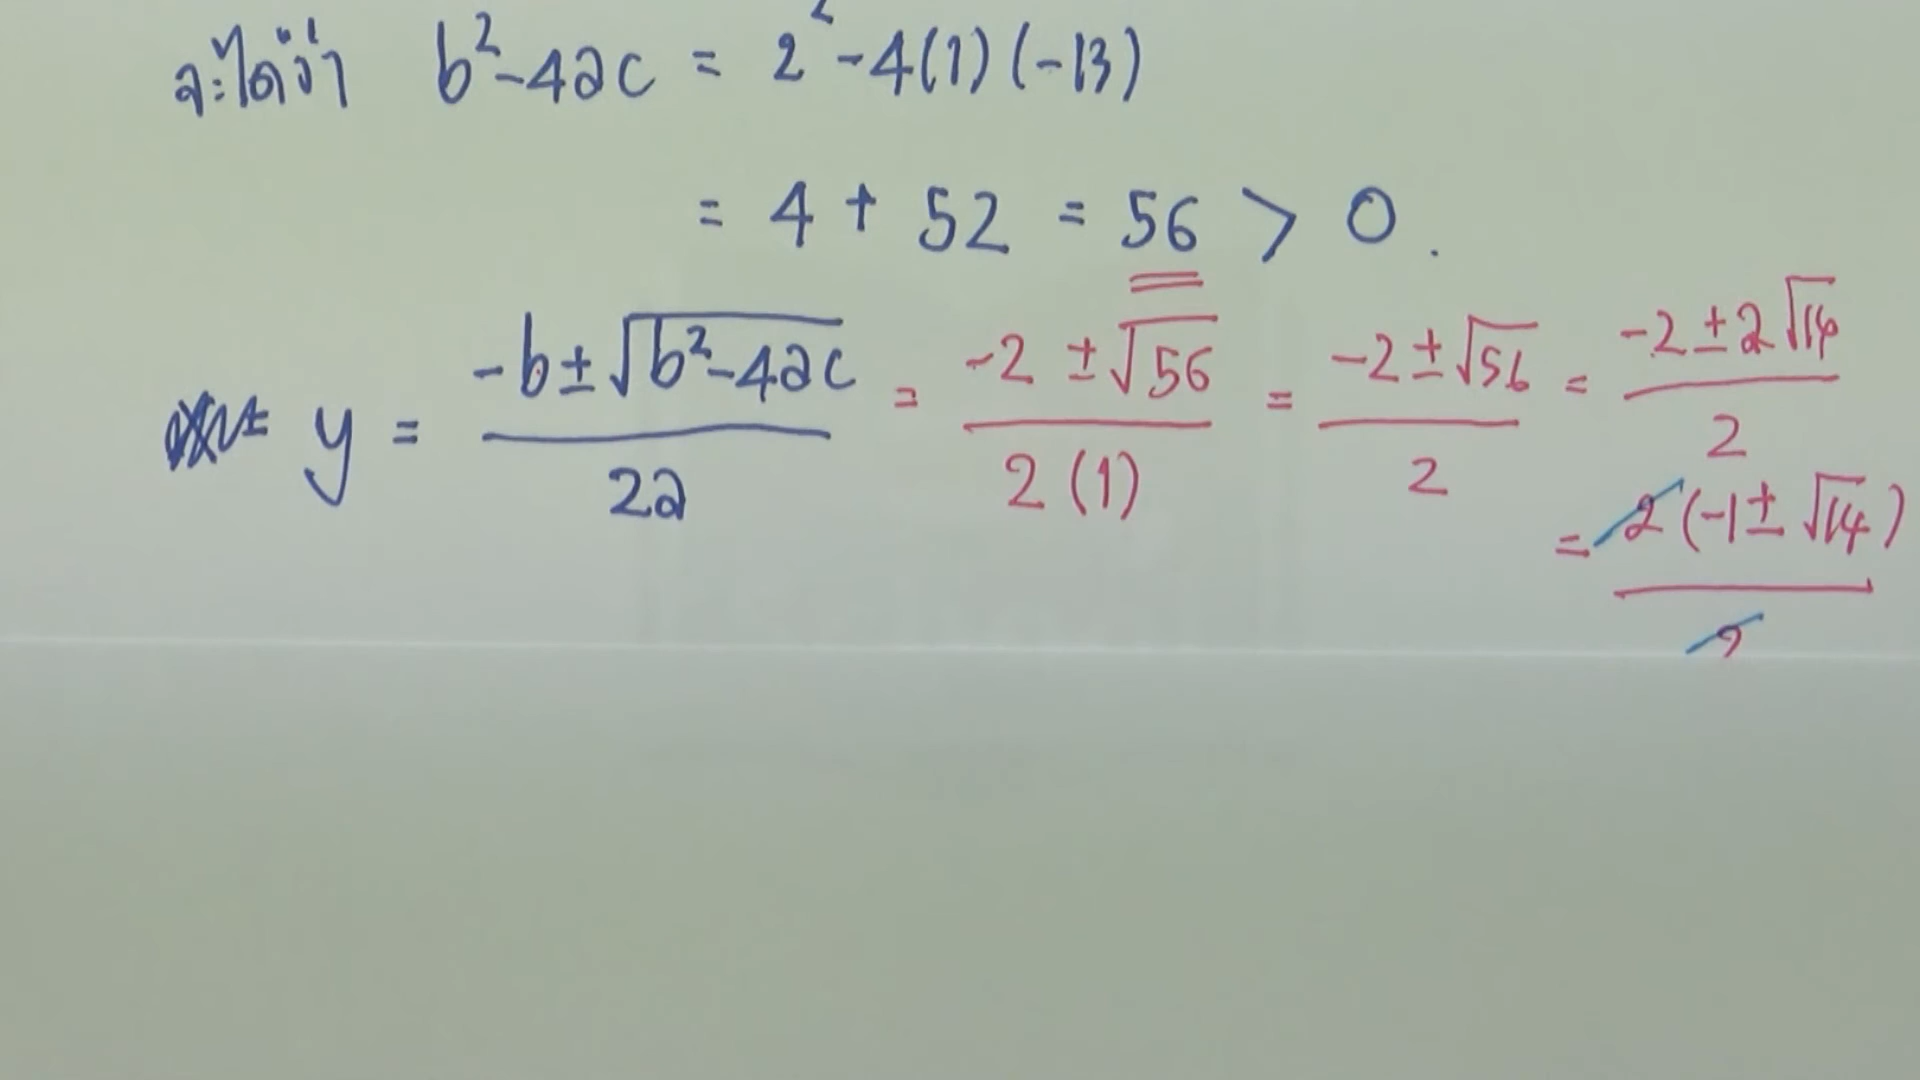 จะได้ว่า b²-4ac = 2² -4(1)(-13)
= 4 + 52 = 56 > 0.
y = (-b±√(b²-4ac))/2a = (-2 ±√56)/2(1) = (-2±√56)/2 = (-2±2√14)/2
= 2(-1±√14)/2